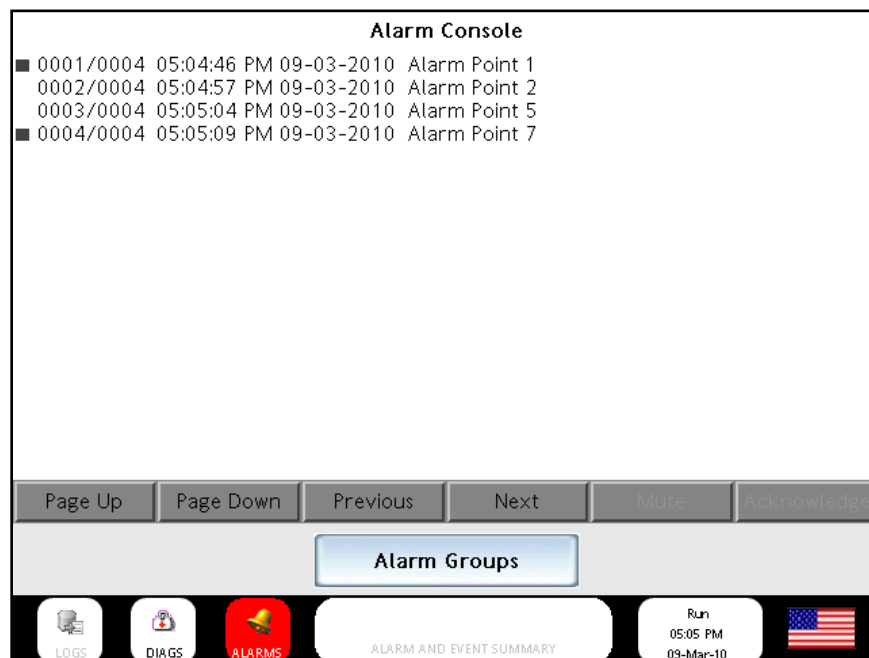 Alarm Console
0001/0004 05:04:46 PM 09-03-2010 Alarm Point 1
0002/0004 05:04:57 PM 09-03-2010 Alarm Point 2
0003/0004 05:05:04 PM 09-03-2010 Alarm Point 5
0004/0004 05:05:09 PM 09-03-2010 Alarm Point 7
Page Up Page Down Previous Next Mute Acknowledge
Alarm Groups
Run
05:05 PM
LOGS DIAGS ALARMS ALARM AND EVENT SUMMARY 09-Mar-10